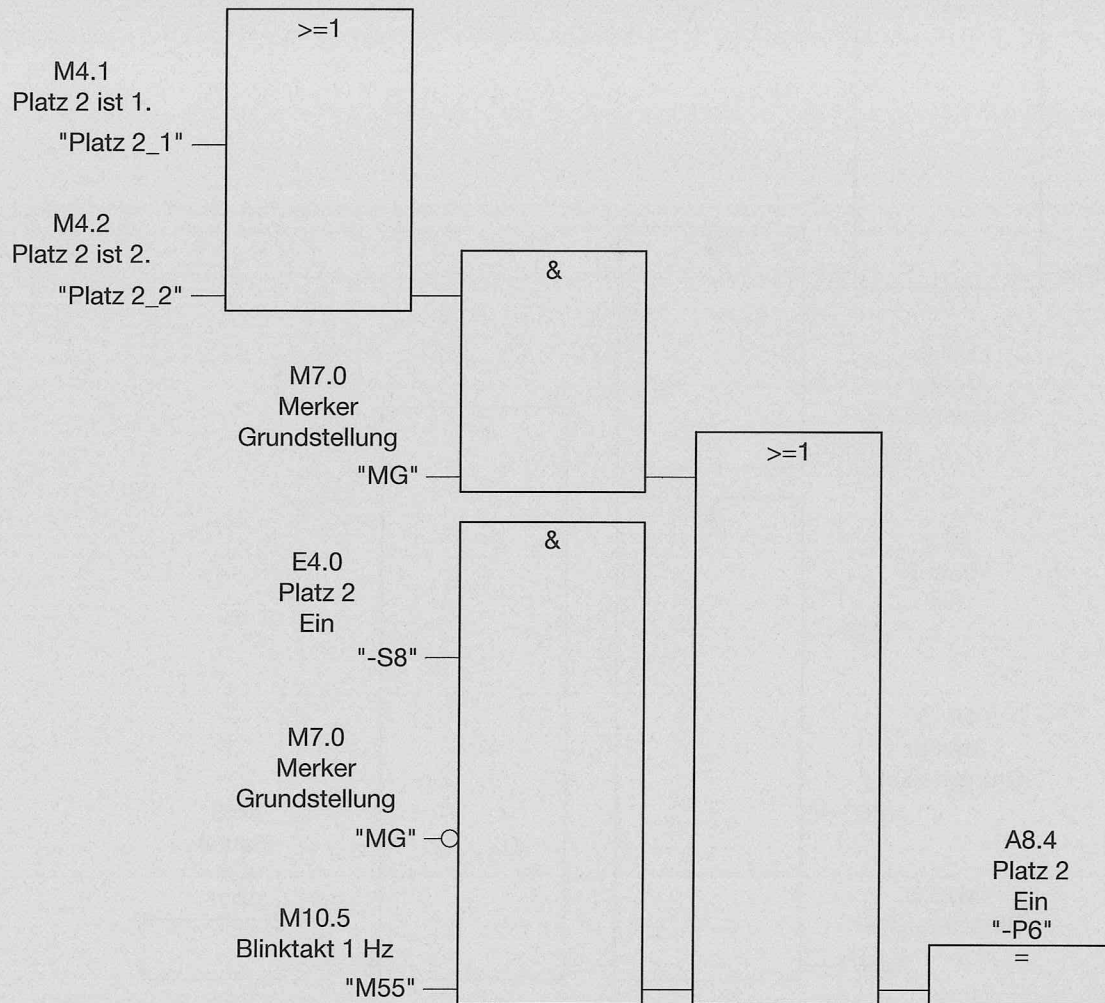 >=1
M4.1
Platz 2 ist 1.
"Platz 2_1"
M4.2
Platz 2 ist 2.
"Platz 2_2"
&
M7.0
Merker
Grundstellung
"MG"
>=1
&
E4.0
Platz 2
Ein
"-S8"
M7.0
Merker
Grundstellung
"MG"
M10.5
Blinktakt 1 Hz
"M55"
A8.4
Platz 2
Ein
"-P6"
=